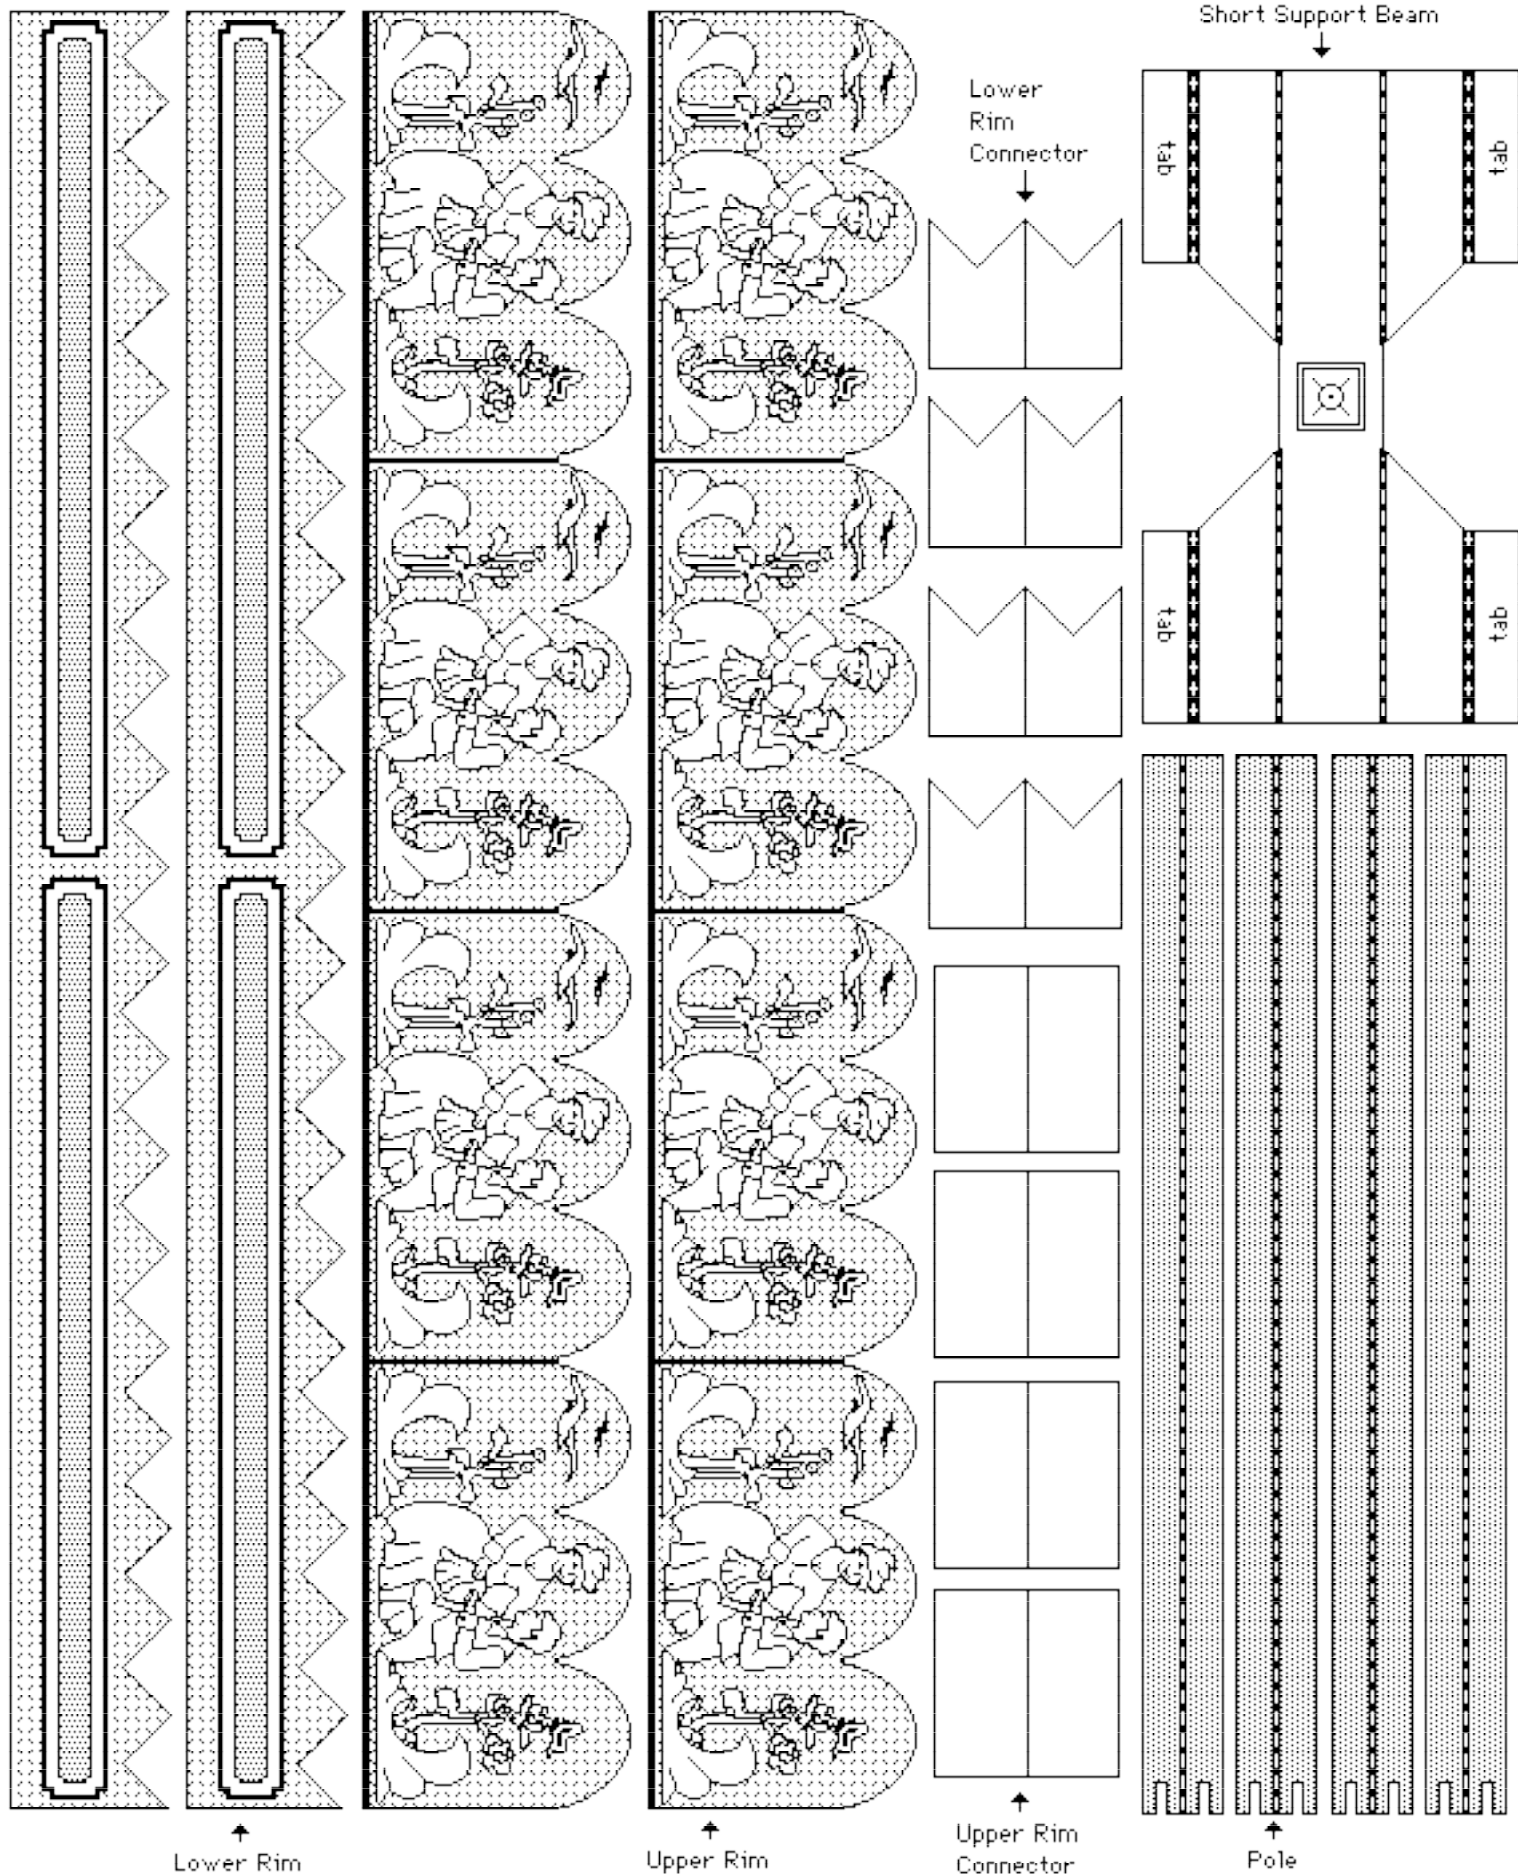 Short Support Beam
Lower
Rim
Connector
tab
tab
tab
tab
Lower Rim
Upper Rim
Upper Rim
Connector
Pole